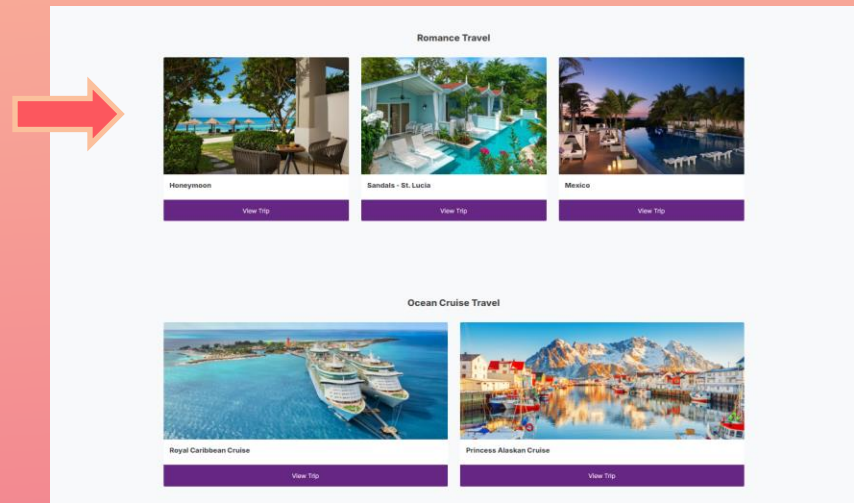 Romance Travel
Honeymoon
Sandals - St. Lucia
Mexico
View Trip
View Trip
View Trip
Ocean Cruise Travel
Royal Caribbean Cruise
Princess Alaskan Cruise
View Trip
View Trip